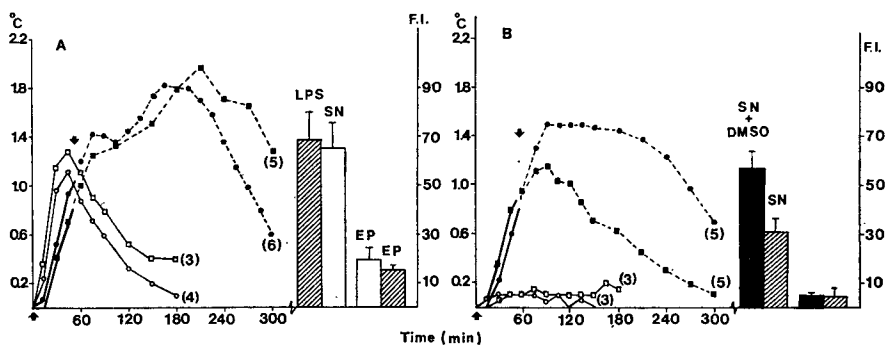 °C
2.2
1.8
1.4
1.0
0.6
0.2
A
(5)
(6)
(3)
(4)
60 120 180 240 300
F.I.
90
70
50
30
10
LPS
SN
EP
EP
°C
2,2
1.8
1.4
1.0
0.6
0.2
B
(5)
(5)
(3)
(3)
60 120 180 240 300
F.I.
90
70
50
30
10
SN
+
DMSO
SN
Time (min)